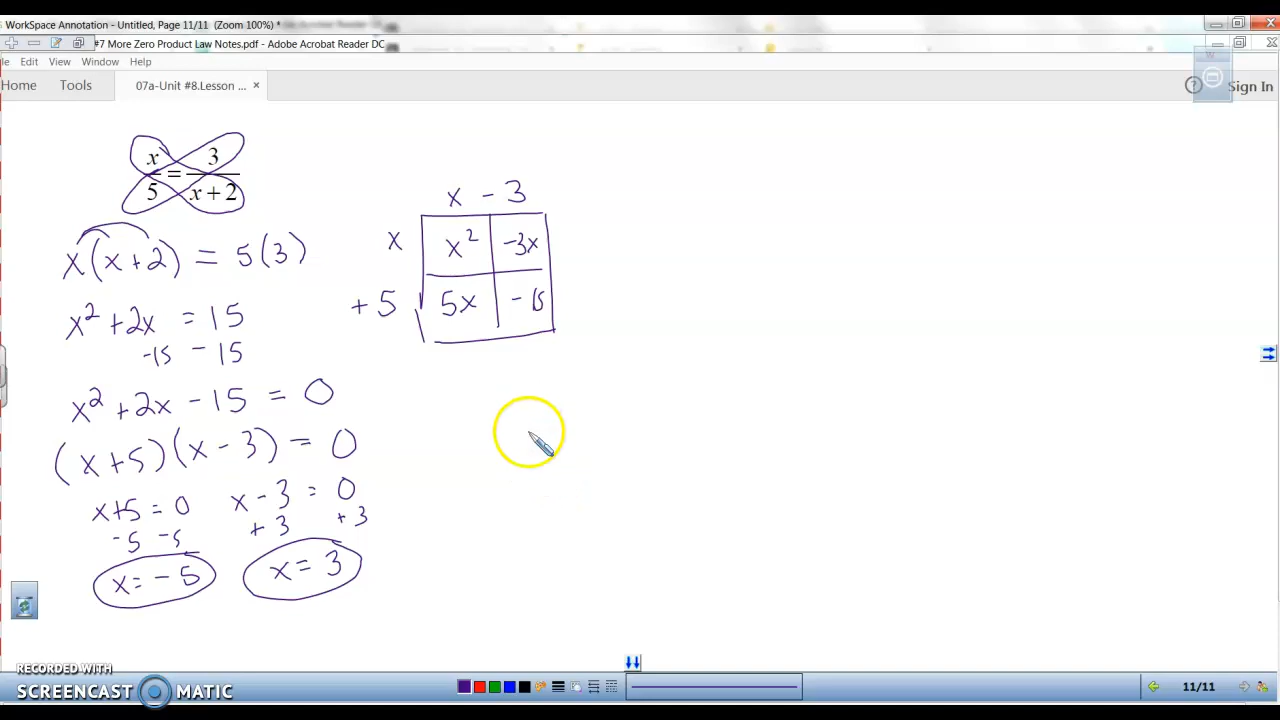 WorkSpace Annotation - Untitled, Page 11/11 (Zoom 100%) *
#7 More Zero Product Law Notes.pdf - Adobe Acrobat Reader DC
le Edit View Window Help
Home Tools 07a-Unit #8.Lesson ... × ? Sign In
x/5 = 3/(x + 2)
x(x+2) = 5(3)
x² +2x = 15
-15 - 15
x² +2x - 15 = 0
(x+5)(x-3) = 0
x+5 = 0 x - 3 = 0
-5 -5 + 3 + 3
x = -5 x = 3
x - 3
x x² -3x
+5 5x -15
RECORDED WITH
SCREENCAST MATIC
11/11